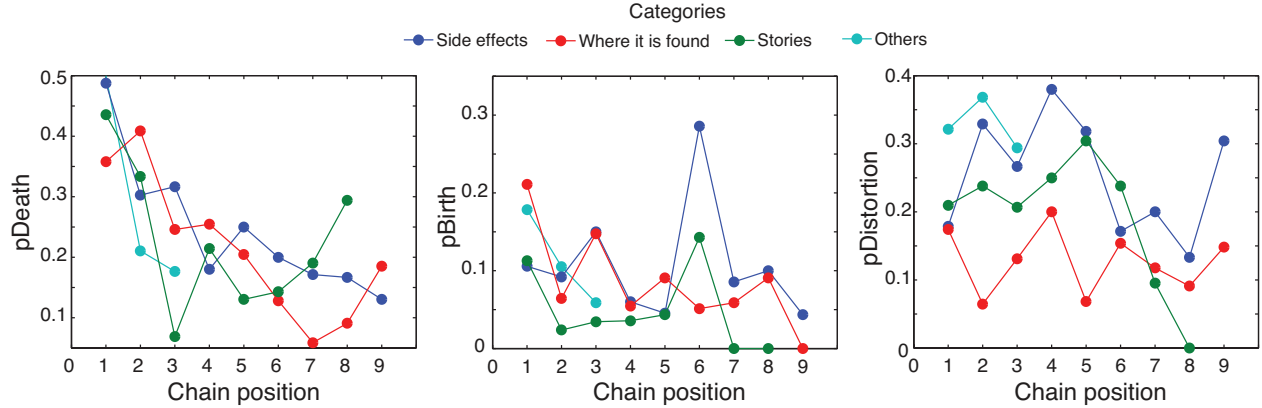 Categories
Side effects Where it is found Stories Others
pDeath
0.5
0.4
0.3
0.2
0.1
0 1 2 3 4 5 6 7 8 9
Chain position
pBirth
0.3
0.2
0.1
0
0 1 2 3 4 5 6 7 8 9
Chain position
pDistortion
0.4
0.3
0.2
0.1
0
0 1 2 3 4 5 6 7 8 9
Chain position